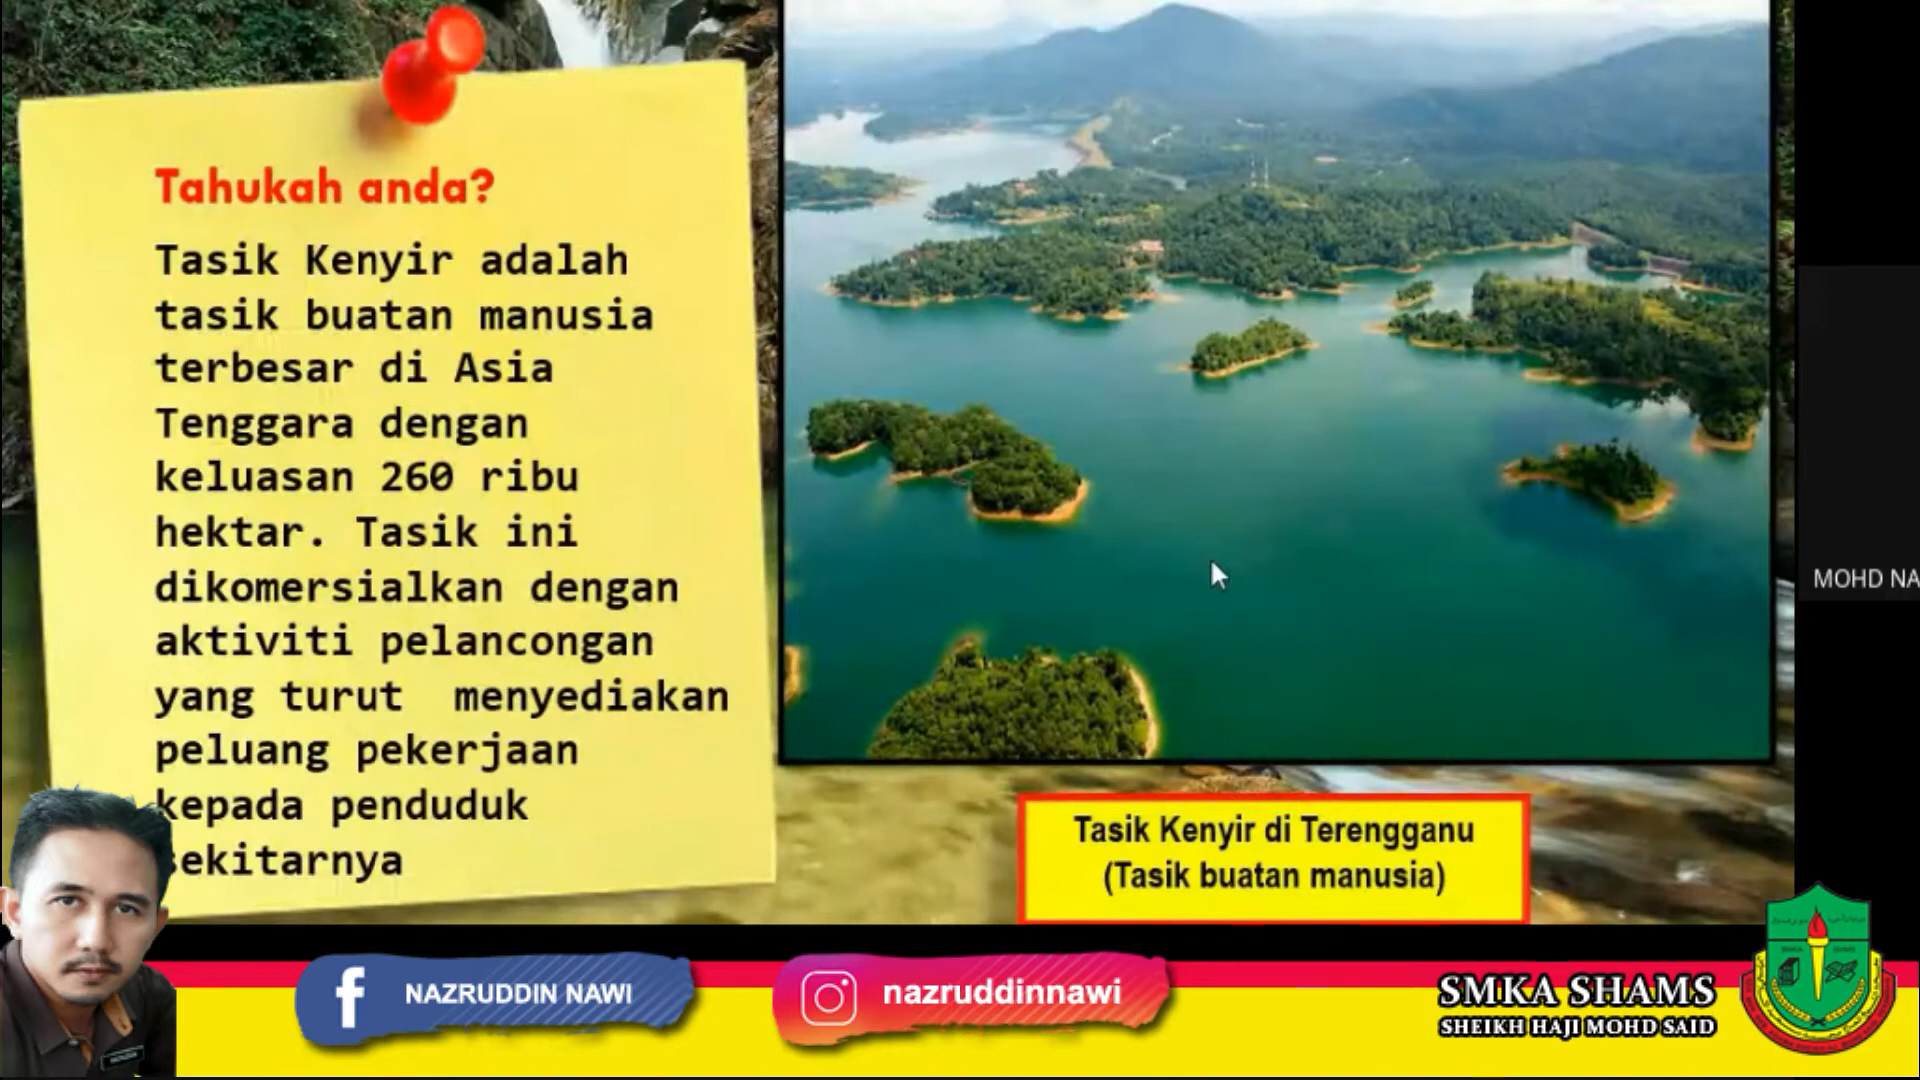 Tahukah anda?
Tasik Kenyir adalah
tasik buatan manusia
terbesar di Asia
Tenggara dengan
keluasan 260 ribu
hektar. Tasik ini
dikomersialkan dengan
aktiviti pelancongan
yang turut menyediakan
peluang pekerjaan
kepada penduduk
sekitarnya
Tasik Kenyir di Terengganu
(Tasik buatan manusia)
MOHD NA
NAZRUDDIN NAWI
nazruddinnawi
SMKA SHAMS
SHEIKH HAJI MOHD SAID